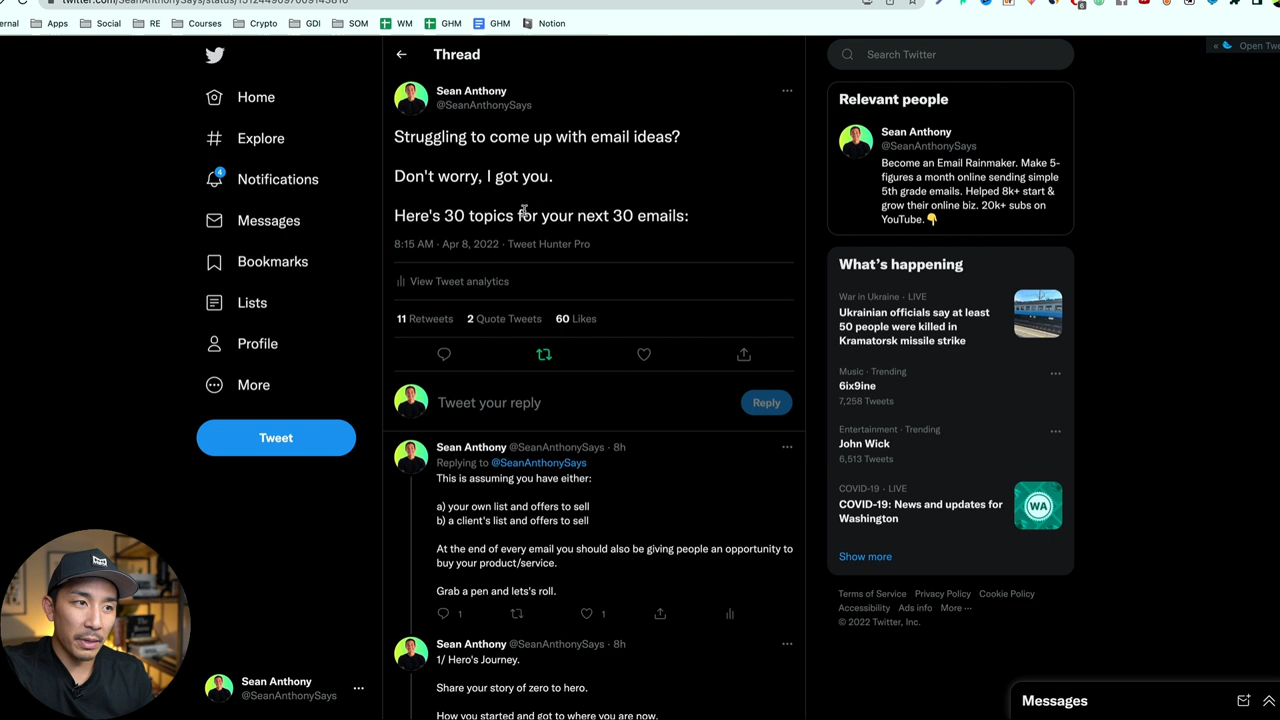 twitter.com/SeanAnthonySays/status/1512449097009143816
Apps
Social
RE
Courses
Crypto
GDI
SOM
WM
GHM
GHM
Notion
Home
Explore
4
Notifications
Messages
Bookmarks
Lists
Profile
More
Tweet
Sean Anthony
@SeanAnthonySays
Thread
Sean Anthony
@SeanAnthonySays
Struggling to come up with email ideas?
Don't worry, I got you.
Here's 30 topics for your next 30 emails:
8:15 AM · Apr 8, 2022 · Tweet Hunter Pro
View Tweet analytics
11 Retweets 2 Quote Tweets 60 Likes
Tweet your reply
Reply
Sean Anthony @SeanAnthonySays · 8h
Replying to @SeanAnthonySays
This is assuming you have either:
a) your own list and offers to sell
b) a client's list and offers to sell
At the end of every email you should also be giving people an opportunity to
buy your product/service.
Grab a pen and lets's roll.
1
1
Sean Anthony @SeanAnthonySays · 8h
1/ Hero's Journey.
Share your story of zero to hero.
How you started and got to where you are now.
Search Twitter
Relevant people
Sean Anthony
@SeanAnthonySays
Become an Email Rainmaker. Make 5-
figures a month online sending simple
5th grade emails. Helped 8k+ start &
grow their online biz. 20k+ subs on
YouTube.
What's happening
War in Ukraine · LIVE
Ukrainian officials say at least
50 people were killed in
Kramatorsk missile strike
Music · Trending
6ix9ine
7,258 Tweets
Entertainment · Trending
John Wick
6,513 Tweets
COVID-19 · LIVE
COVID-19: News and updates for
Washington
WA
Show more
Terms of Service Privacy Policy Cookie Policy
Accessibility Ads info More
© 2022 Twitter, Inc.
Messages
« Open